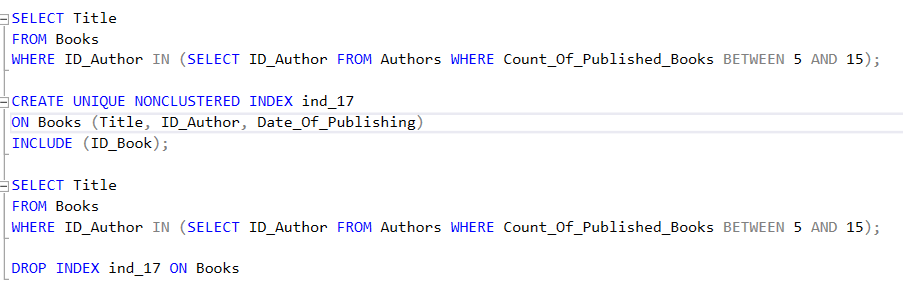 SELECT Title
FROM Books
WHERE ID_Author IN (SELECT ID_Author FROM Authors WHERE Count_Of_Published_Books BETWEEN 5 AND 15);
CREATE UNIQUE NONCLUSTERED INDEX ind_17
ON Books (Title, ID_Author, Date_Of_Publishing)
INCLUDE (ID_Book);
SELECT Title
FROM Books
WHERE ID_Author IN (SELECT ID_Author FROM Authors WHERE Count_Of_Published_Books BETWEEN 5 AND 15);
DROP INDEX ind_17 ON Books